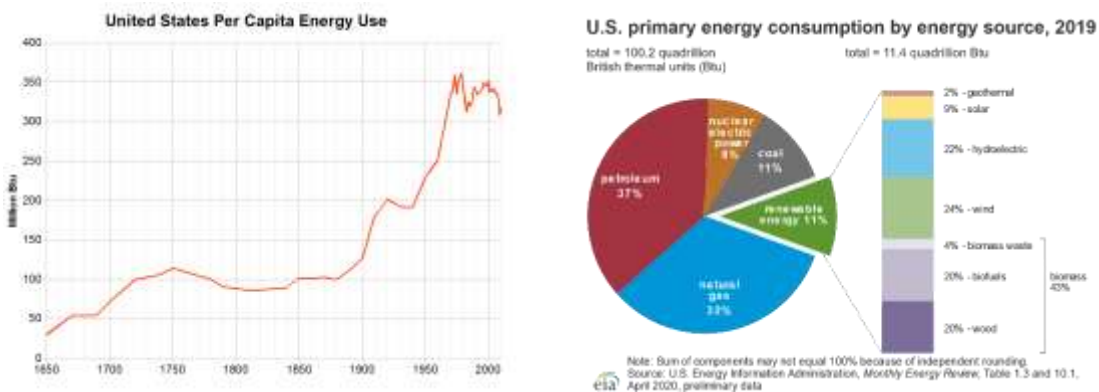 United States Per Capita Energy Use
Million Btu
400
350
300
250
200
150
100
50
0
1650
1700
1750
1800
1850
1900
1950
2000
U.S. primary energy consumption by energy source, 2019
total = 100.2 quadrillion
British thermal units (Btu)
total = 11.4 quadrillion Btu
nuclear
electric
power
8%
coal
11%
petroleum
37%
renewable
energy 11%
natural
gas
32%
2% - geothermal
9% - solar
22% - hydroelectric
24% - wind
4% - biomass waste
20% - biofuels
20% - wood
biomass
43%
Note: Sum of components may not equal 100% because of independent rounding.
Source: U.S. Energy Information Administration, Monthly Energy Review, Table 1.3 and 10.1,
April 2020, preliminary data
eia